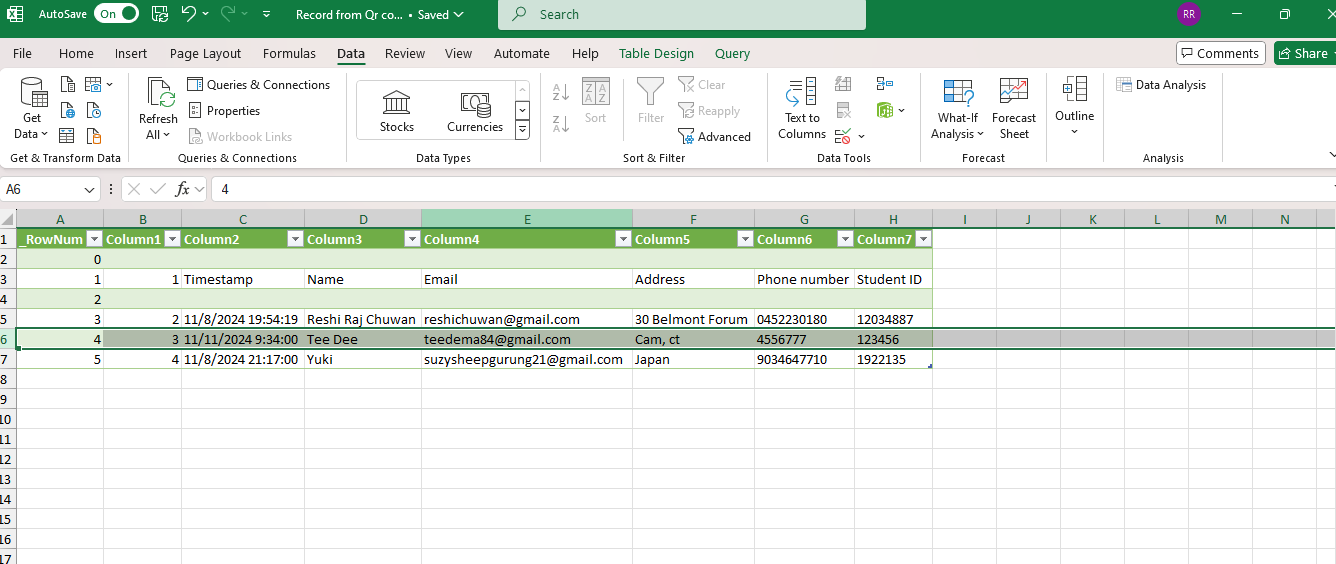 AutoSave On Record from Qr co... • Saved Search RR
File Home Insert Page Layout Formulas Data Review View Automate Help Table Design Query Comments Share
Get Data Refresh All Queries & Connections Properties Workbook Links Stocks Currencies Sort Filter Clear Reapply Advanced Text to Columns What-If Analysis Forecast Sheet Outline Data Analysis
Get & Transform Data Queries & Connections Data Types Sort & Filter Data Tools Forecast Analysis
A6 fx 4
A B C D E F G H I J K L M N
1 _RowNum Column1 Column2 Column3 Column4 Column5 Column6 Column7
2 0
3 1 1 Timestamp Name Email Address Phone number Student ID
4 2
5 3 2 11/8/2024 19:54:19 Reshi Raj Chuwan reshichuwan@gmail.com 30 Belmont Forum 0452230180 12034887
6 4 3 11/11/2024 9:34:00 Tee Dee teedema84@gmail.com Cam, ct 4556777 123456
7 5 4 11/8/2024 21:17:00 Yuki suzysheepgurung21@gmail.com Japan 9034647710 1922135
8
9
10
11
12
13
14
15
16
17